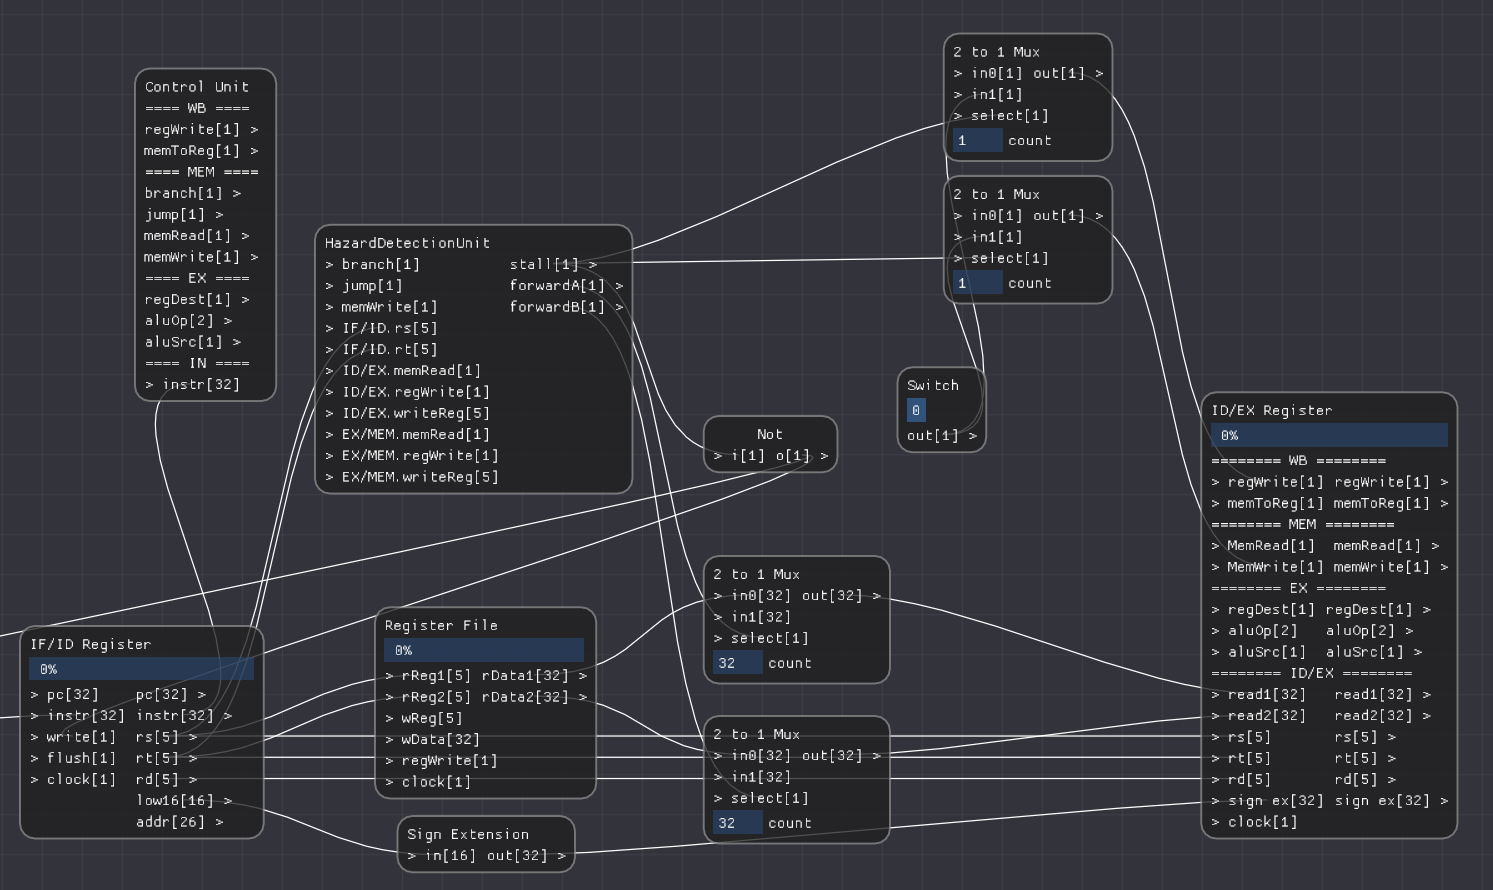 Control Unit
==== WB ====
regWrite[1] >
memToReg[1] >
==== MEM ====
branch[1] >
jump[1] >
memRead[1] >
memWrite[1] >
==== EX ====
regDest[1] >
aluOp[2] >
aluSrc[1] >
==== IN ====
> instr[32]
HazardDetectionUnit
> branch[1] stall[1] >
> jump[1] forwardA[1] >
> memWrite[1] forwardB[1] >
> IF/ID.rs[5]
> IF/ID.rt[5]
> ID/EX.memRead[1]
> ID/EX.regWrite[1]
> ID/EX.writeReg[5]
> EX/MEM.memRead[1]
> EX/MEM.regWrite[1]
> EX/MEM.writeReg[5]
2 to 1 Mux
> in0[1] out[1] >
> in1[1]
> select[1]
1 count
2 to 1 Mux
> in0[1] out[1] >
> in1[1]
> select[1]
1 count
Switch
0
out[1] >
Not
> i[1] o[1] >
IF/ID Register
0%
> pc[32] pc[32] >
> instr[32] instr[32] >
> write[1] rs[5] >
> flush[1] rt[5] >
> clock[1] rd[5] >
low16[16] >
addr[26] >
Register File
0%
> rReg1[5] rData1[32] >
> rReg2[5] rData2[32] >
> wReg[5]
> wData[32]
> regWrite[1]
> clock[1]
Sign Extension
> in[16] out[32] >
2 to 1 Mux
> in0[32] out[32] >
> in1[32]
> select[1]
32 count
2 to 1 Mux
> in0[32] out[32] >
> in1[32]
> select[1]
32 count
ID/EX Register
0%
======== WB ========
> regWrite[1] regWrite[1] >
> memToReg[1] memToReg[1] >
======== MEM ========
> MemRead[1] memRead[1] >
> MemWrite[1] memWrite[1] >
======== EX ========
> regDest[1] regDest[1] >
> aluOp[2] aluOp[2] >
> aluSrc[1] aluSrc[1] >
======== ID/EX ========
> read1[32] read1[32] >
> read2[32] read2[32] >
> rs[5] rs[5] >
> rt[5] rt[5] >
> rd[5] rd[5] >
> sign ex[32] sign ex[32] >
> clock[1]